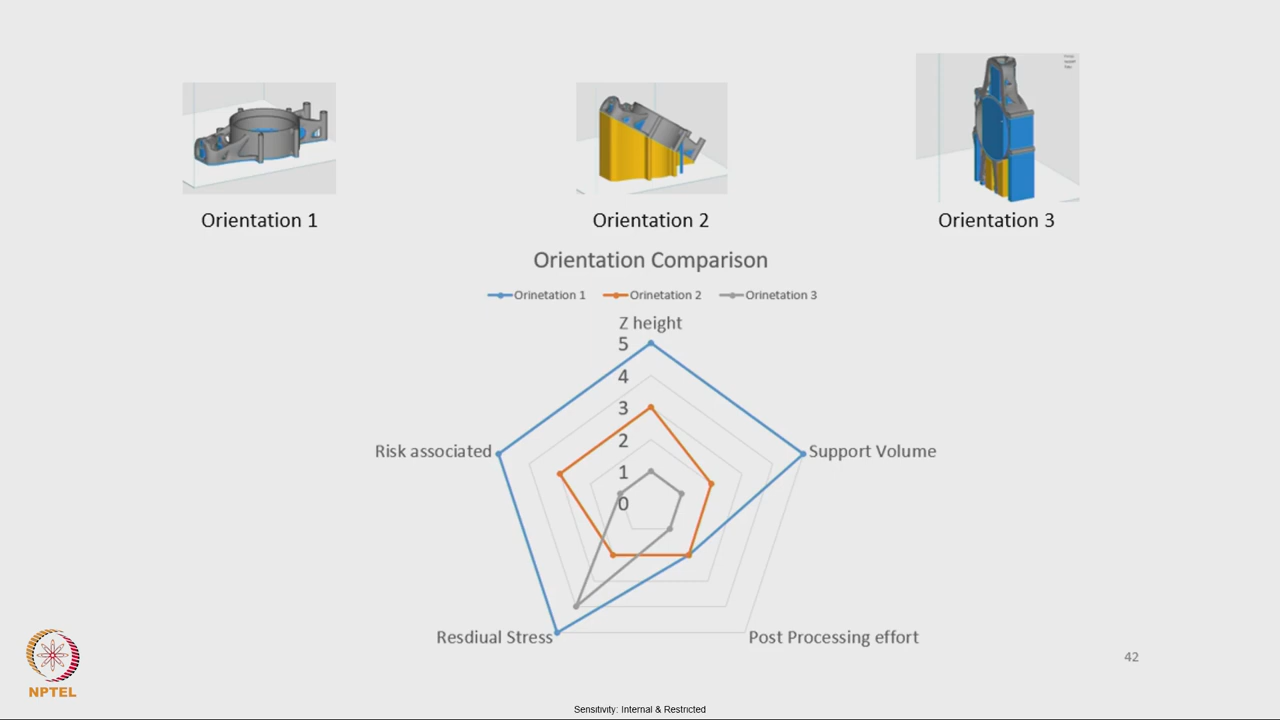 Orientation 1
Orientation 2
Orientation 3
Orientation Comparison
Orinetation 1
Orinetation 2
Orinetation 3
Z height
5
4
3
2
1
0
Risk associated
Support Volume
Resdiual Stress
Post Processing effort
42
NPTEL
Sensitivity: Internal & Restricted